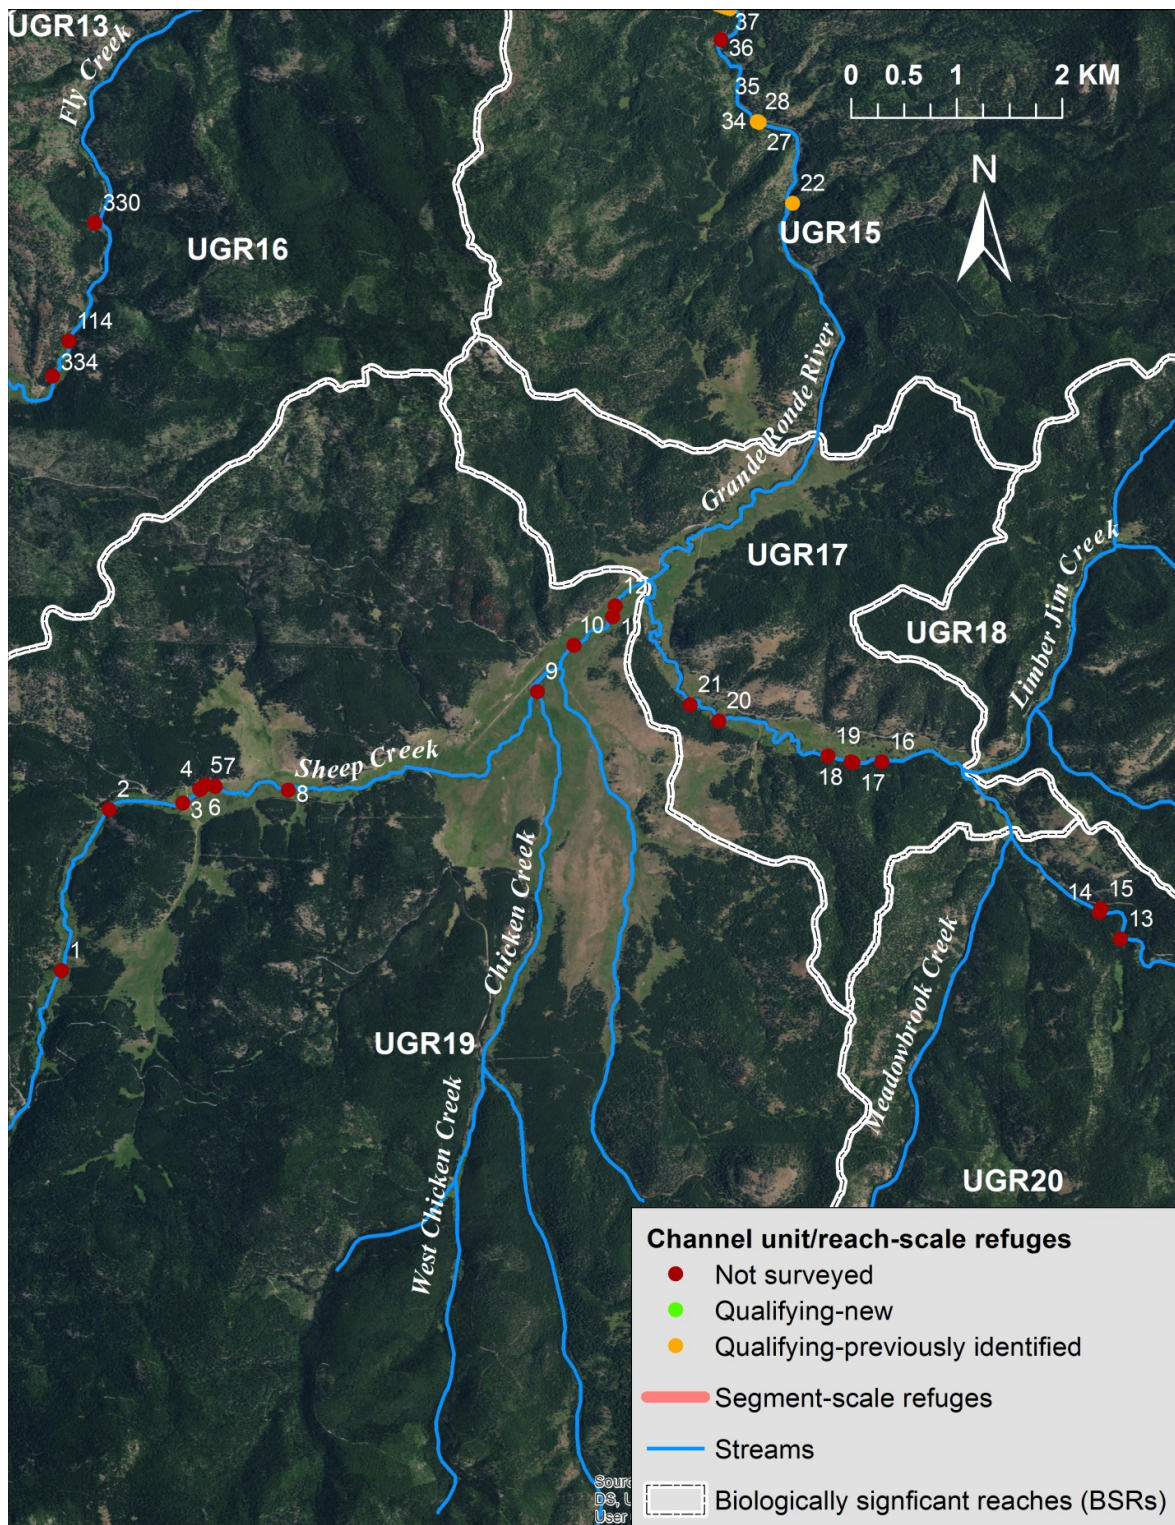 UGR13
37
36
Fly Creek
35
28
34
27
0 0.5 1 2 KM
N
22
330
UGR16
UGR15
114
334
Grande Ronde River
UGR17
12
10
11
UGR18
Limber Jim Creek
9
21
20
19
16
18
17
Sheep Creek
4
57
2
3
6
8
Chicken Creek
14
15
13
1
Meadowbrook Creek
UGR19
West Chicken Creek
UGR20
Channel unit/reach-scale refuges
Not surveyed
Qualifying-new
Qualifying-previously identified
Segment-scale refuges
Streams
Biologically signficant reaches (BSRs)
DS, U
User